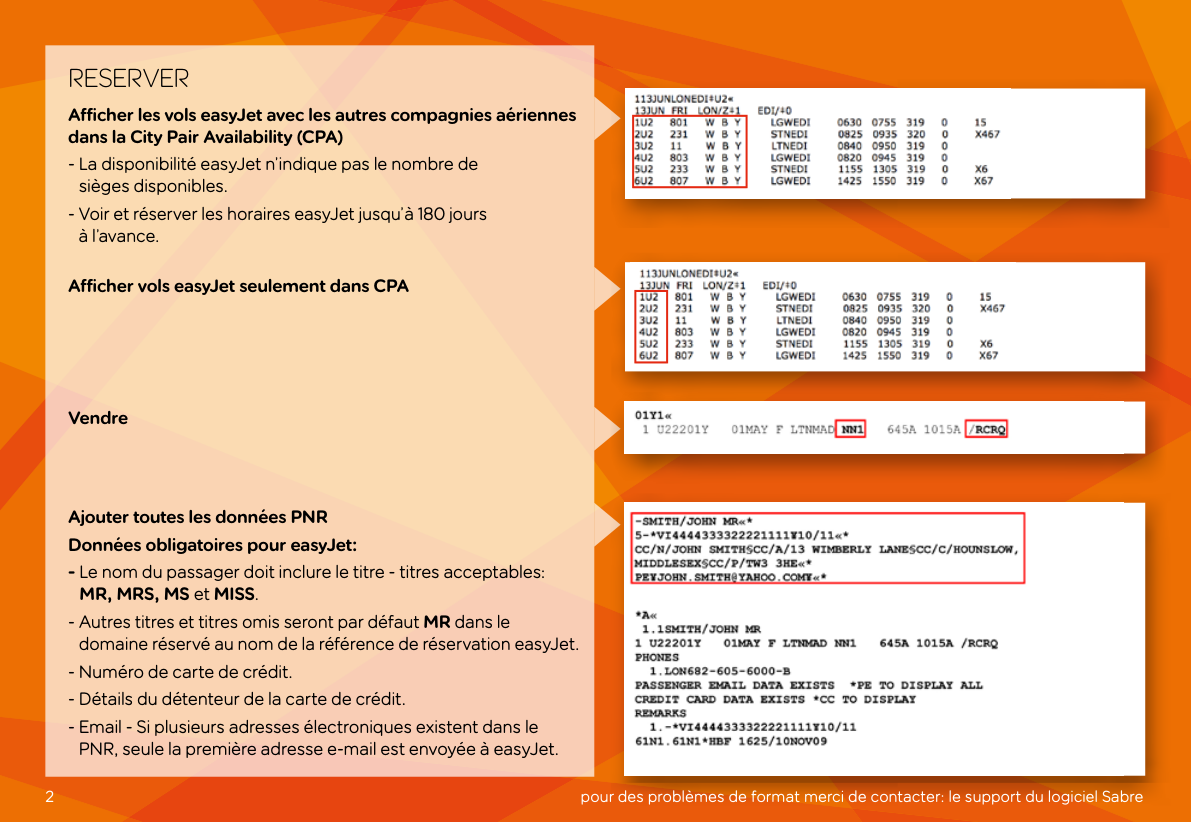 RESERVER
Afficher les vols easyJet avec les autres compagnies aériennes
dans la City Pair Availability (CPA)
- La disponibilité easyJet n'indique pas le nombre de
sièges disponibles.
- Voir et réserver les horaires easyJet jusqu'à 180 jours
à l'avance.
113JUNLONEDI‡U2«
13JUN FRI LON/Z‡1 EDI/‡0
1U2 801 W B Y LGWEDI 0630 0755 319 0 15
2U2 231 W B Y STNEDI 0825 0935 320 0 X467
3U2 11 W B Y LTNEDI 0840 0950 319 0
4U2 803 W B Y LGWEDI 0820 0945 319 0
5U2 233 W B Y STNEDI 1155 1305 319 0 X6
6U2 807 W B Y LGWEDI 1425 1550 319 0 X67
Afficher vols easyJet seulement dans CPA
113JUNLONEDI‡U2«
13JUN FRI LON/Z‡1 EDI/‡0
1U2 801 W B Y LGWEDI 0630 0755 319 0 15
2U2 231 W B Y STNEDI 0825 0935 320 0 X467
3U2 11 W B Y LTNEDI 0840 0950 319 0
4U2 803 W B Y LGWEDI 0820 0945 319 0
5U2 233 W B Y STNEDI 1155 1305 319 0 X6
6U2 807 W B Y LGWEDI 1425 1550 319 0 X67
Vendre
01Y1«
1 U22201Y 01MAY F LTNMAD NN1 645A 1015A /RCRQ
Ajouter toutes les données PNR
Données obligatoires pour easyJet:
- Le nom du passager doit inclure le titre - titres acceptables:
MR, MRS, MS et MISS.
- Autres titres et titres omis seront par défaut MR dans le
domaine réservé au nom de la référence de réservation easyJet.
- Numéro de carte de crédit.
- Détails du détenteur de la carte de crédit.
- Email - Si plusieurs adresses électroniques existent dans le
PNR, seule la première adresse e-mail est envoyée à easyJet.
-SMITH/JOHN MR«*
5-*VI4444333322221111¥10/11«*
CC/N/JOHN SMITH§CC/A/13 WIMBERLY LANE§CC/C/HOUNSLOW,
MIDDLESEX§CC/P/TW3 3HE«*
PE¥JOHN.SMITH@YAHOO.COM¥«*
*A«
1.1SMITH/JOHN MR
1 U22201Y 01MAY F LTNMAD NN1 645A 1015A /RCRQ
PHONES
1.LON682-605-6000-B
PASSENGER EMAIL DATA EXISTS *PE TO DISPLAY ALL
CREDIT CARD DATA EXISTS *CC TO DISPLAY
REMARKS
1.-*VI4444333322221111¥10/11
61N1.61N1*HBF 1625/10NOV09
2
pour des problèmes de format merci de contacter: le support du logiciel Sabre